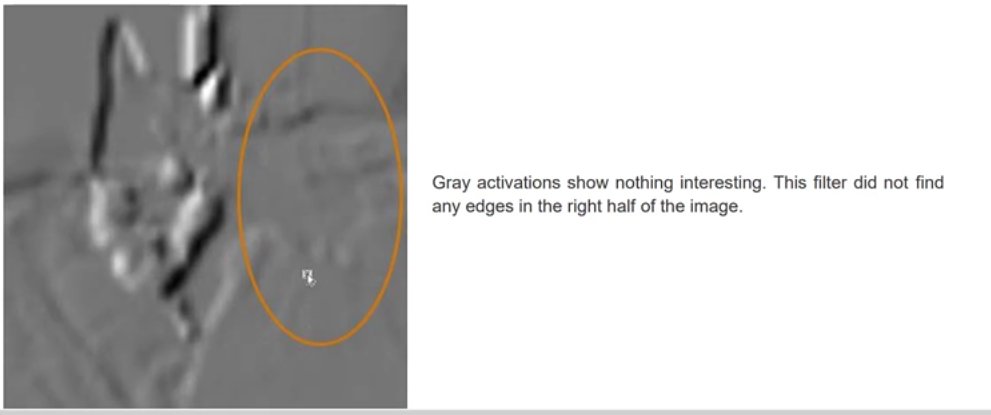 Gray activations show nothing interesting. This filter did not find
any edges in the right half of the image.